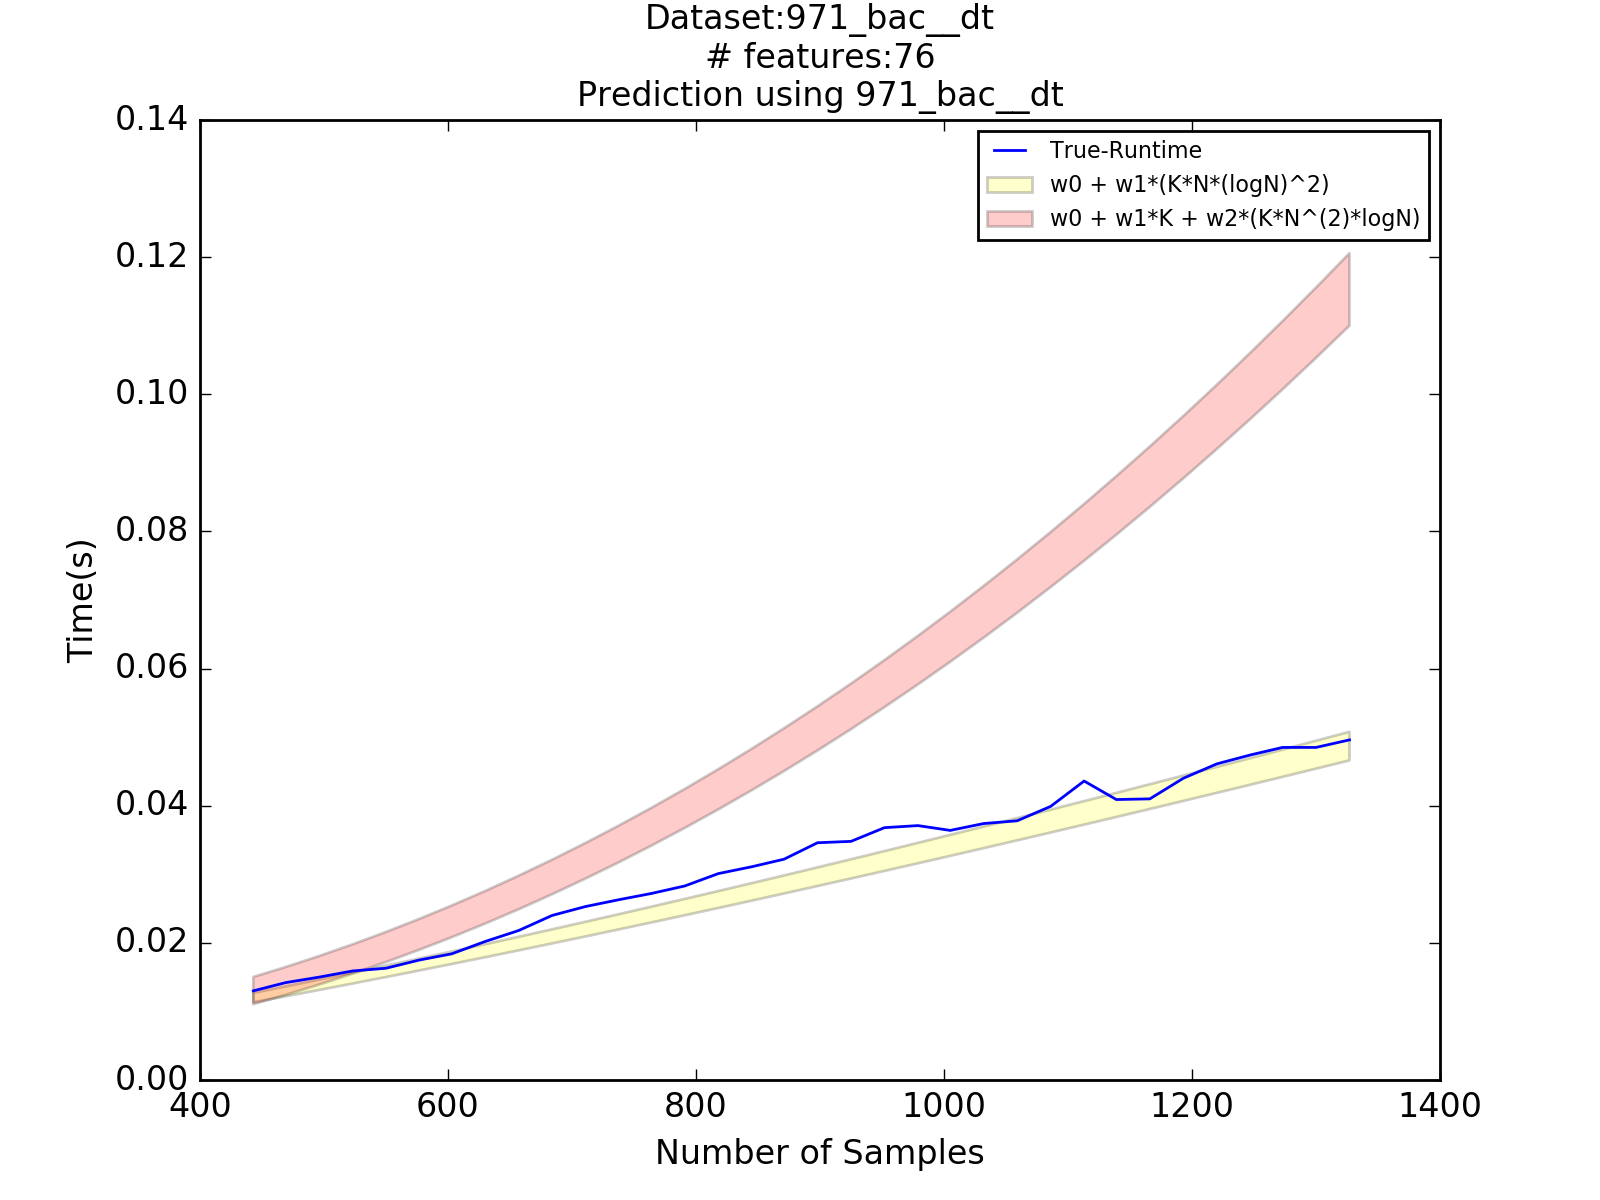 Dataset:971_bac__dt
# features:76
Prediction using 971_bac__dt
True-Runtime
w0 + w1*(K*N*(logN)^2)
w0 + w1*K + w2*(K*N^(2)*logN)
0.14
0.12
0.10
0.08
0.06
0.04
0.02
0.00
Time(s)
400
600
800
1000
1200
1400
Number of Samples